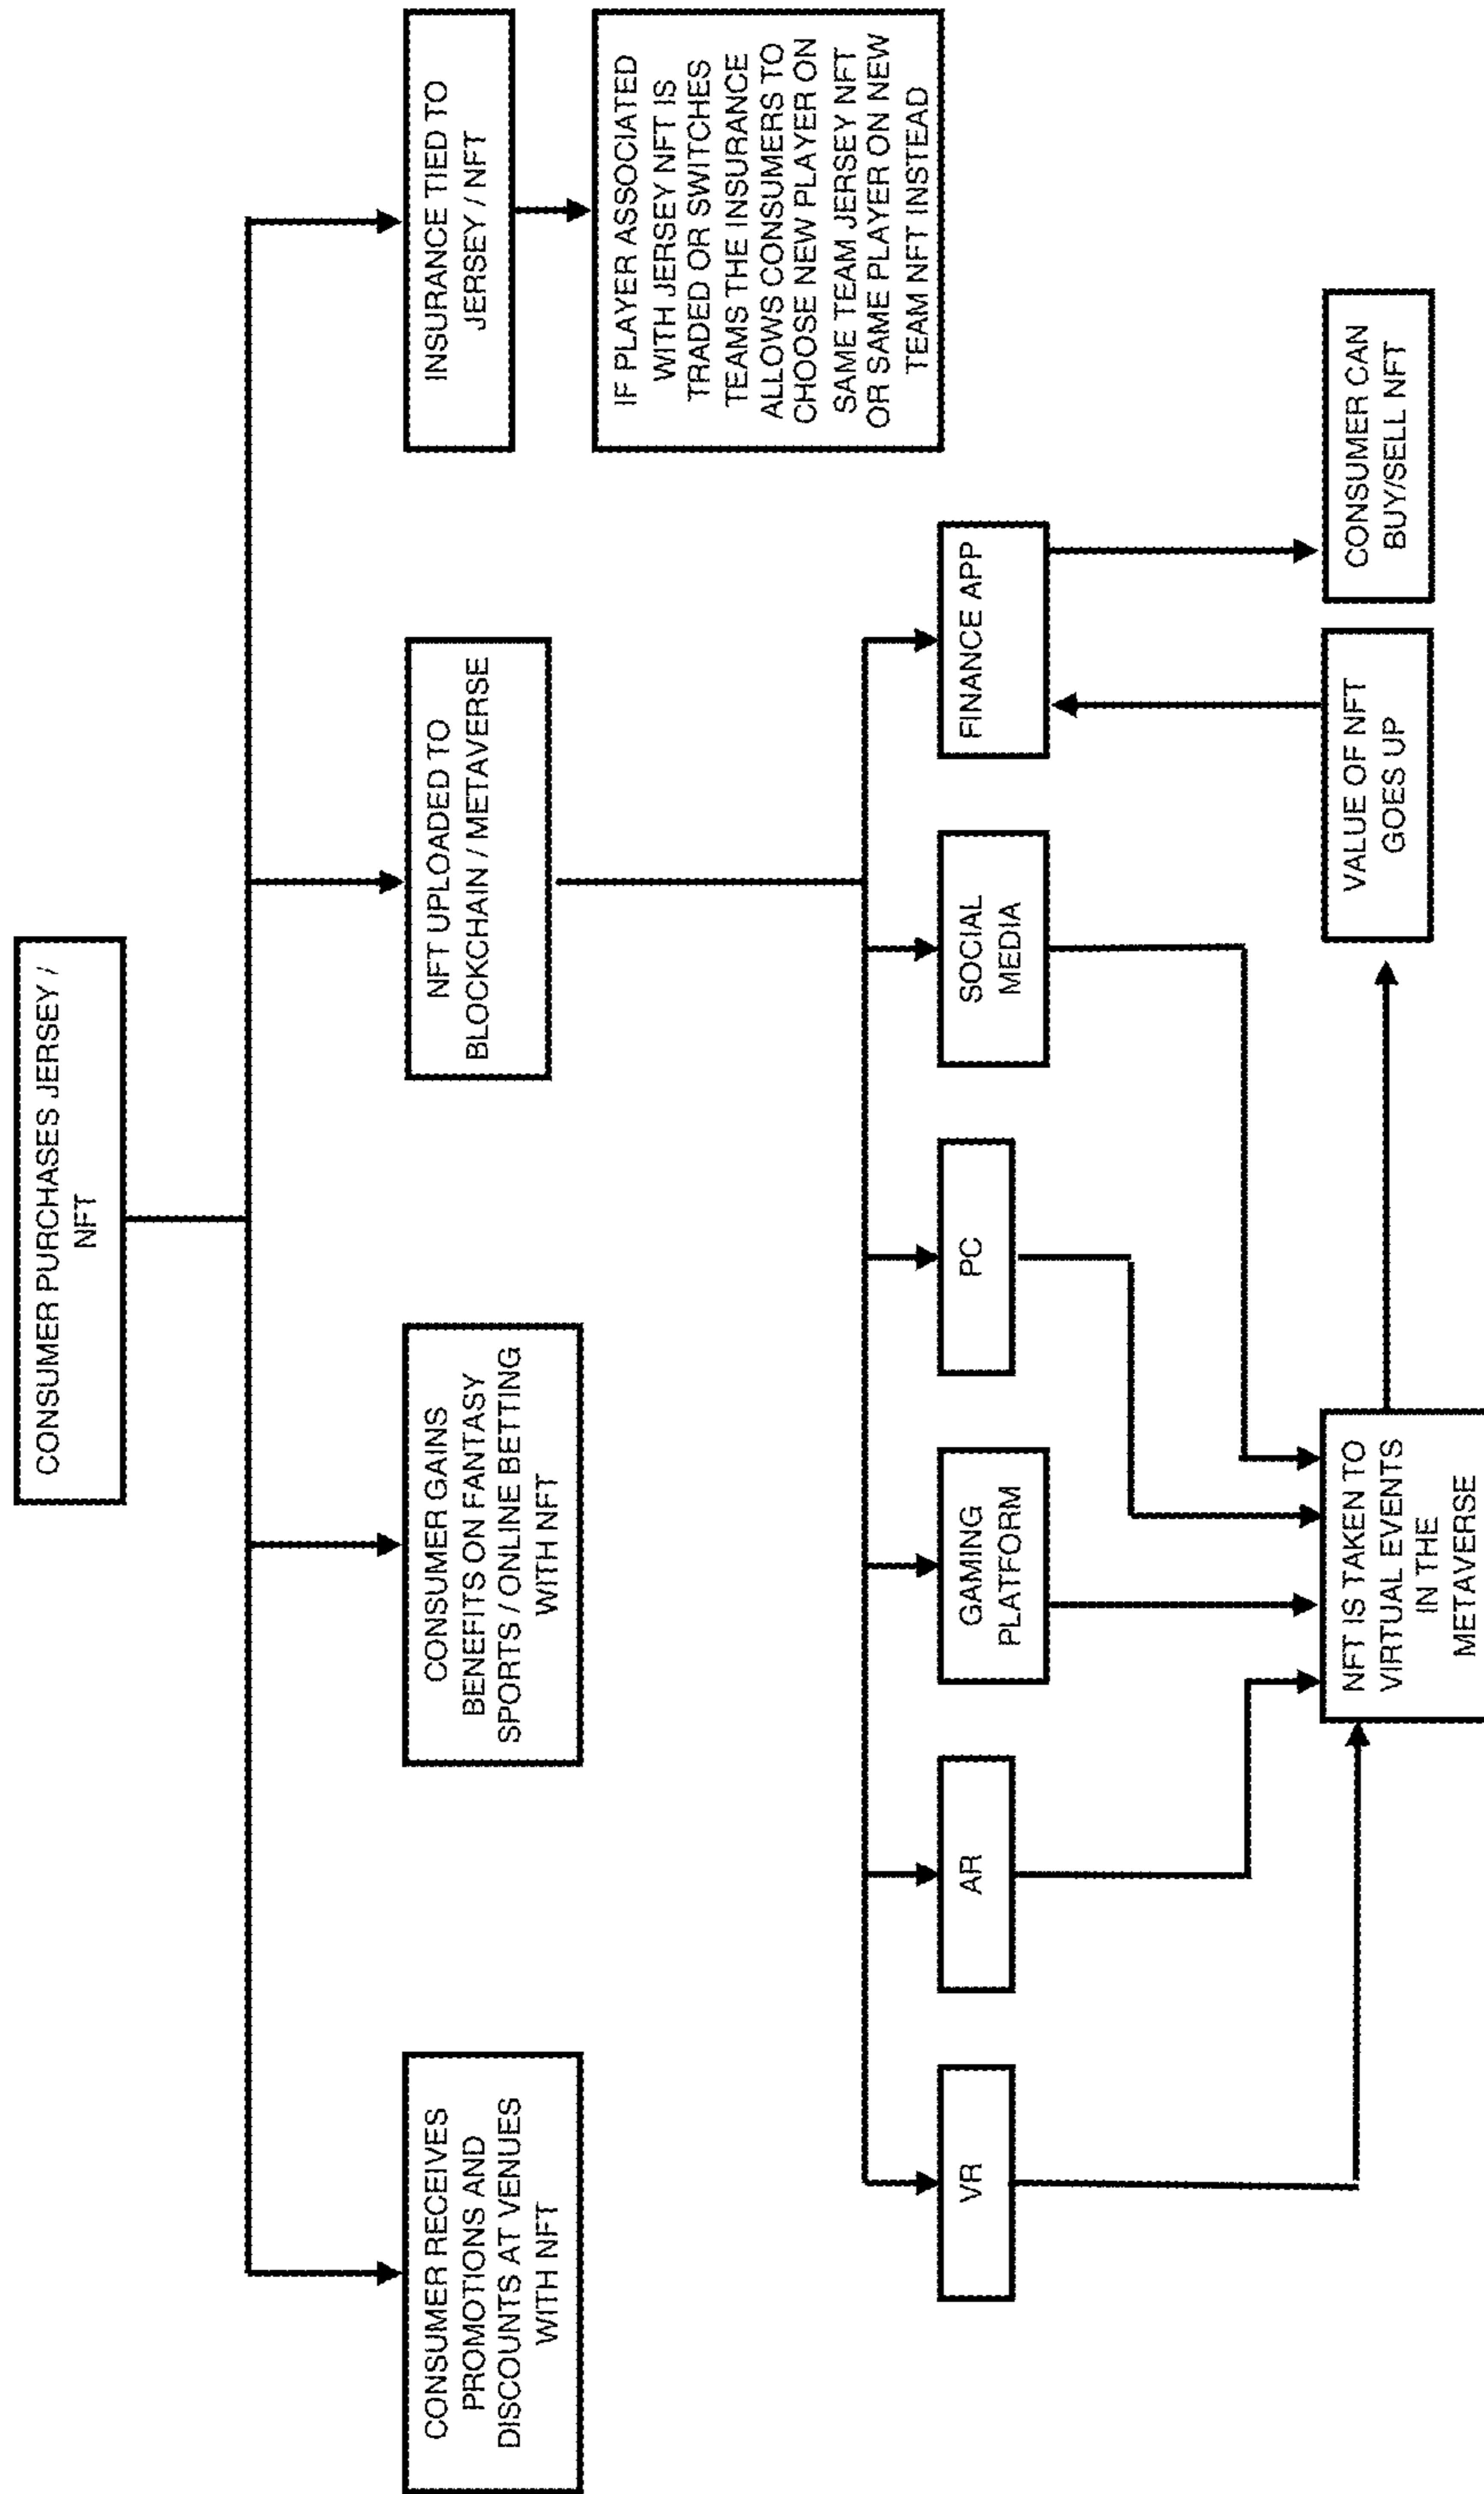 CONSUMER PURCHASES JERSEY /
NFT
CONSUMER RECEIVES
PROMOTIONS AND
DISCOUNTS AT VENUES
WITH NFT
CONSUMER GAINS
BENEFITS ON FANTASY
SPORTS / ONLINE BETTING
WITH NFT
NFT UPLOADED TO
BLOCKCHAIN / METAVERSE
INSURANCE TIED TO
JERSEY / NFT
IF PLAYER ASSOCIATED
WITH JERSEY NFT IS
TRADED OR SWITCHES
TEAMS THE INSURANCE
ALLOWS CONSUMERS TO
CHOOSE NEW PLAYER ON
SAME TEAM JERSEY NFT
OR SAME PLAYER ON NEW
TEAM NFT INSTEAD
VR
AR
GAMING
PLATFORM
PC
SOCIAL
MEDIA
FINANCE APP
NFT IS TAKEN TO
VIRTUAL EVENTS
IN THE
METAVERSE
VALUE OF NFT
GOES UP
CONSUMER CAN
BUY/SELL NFT